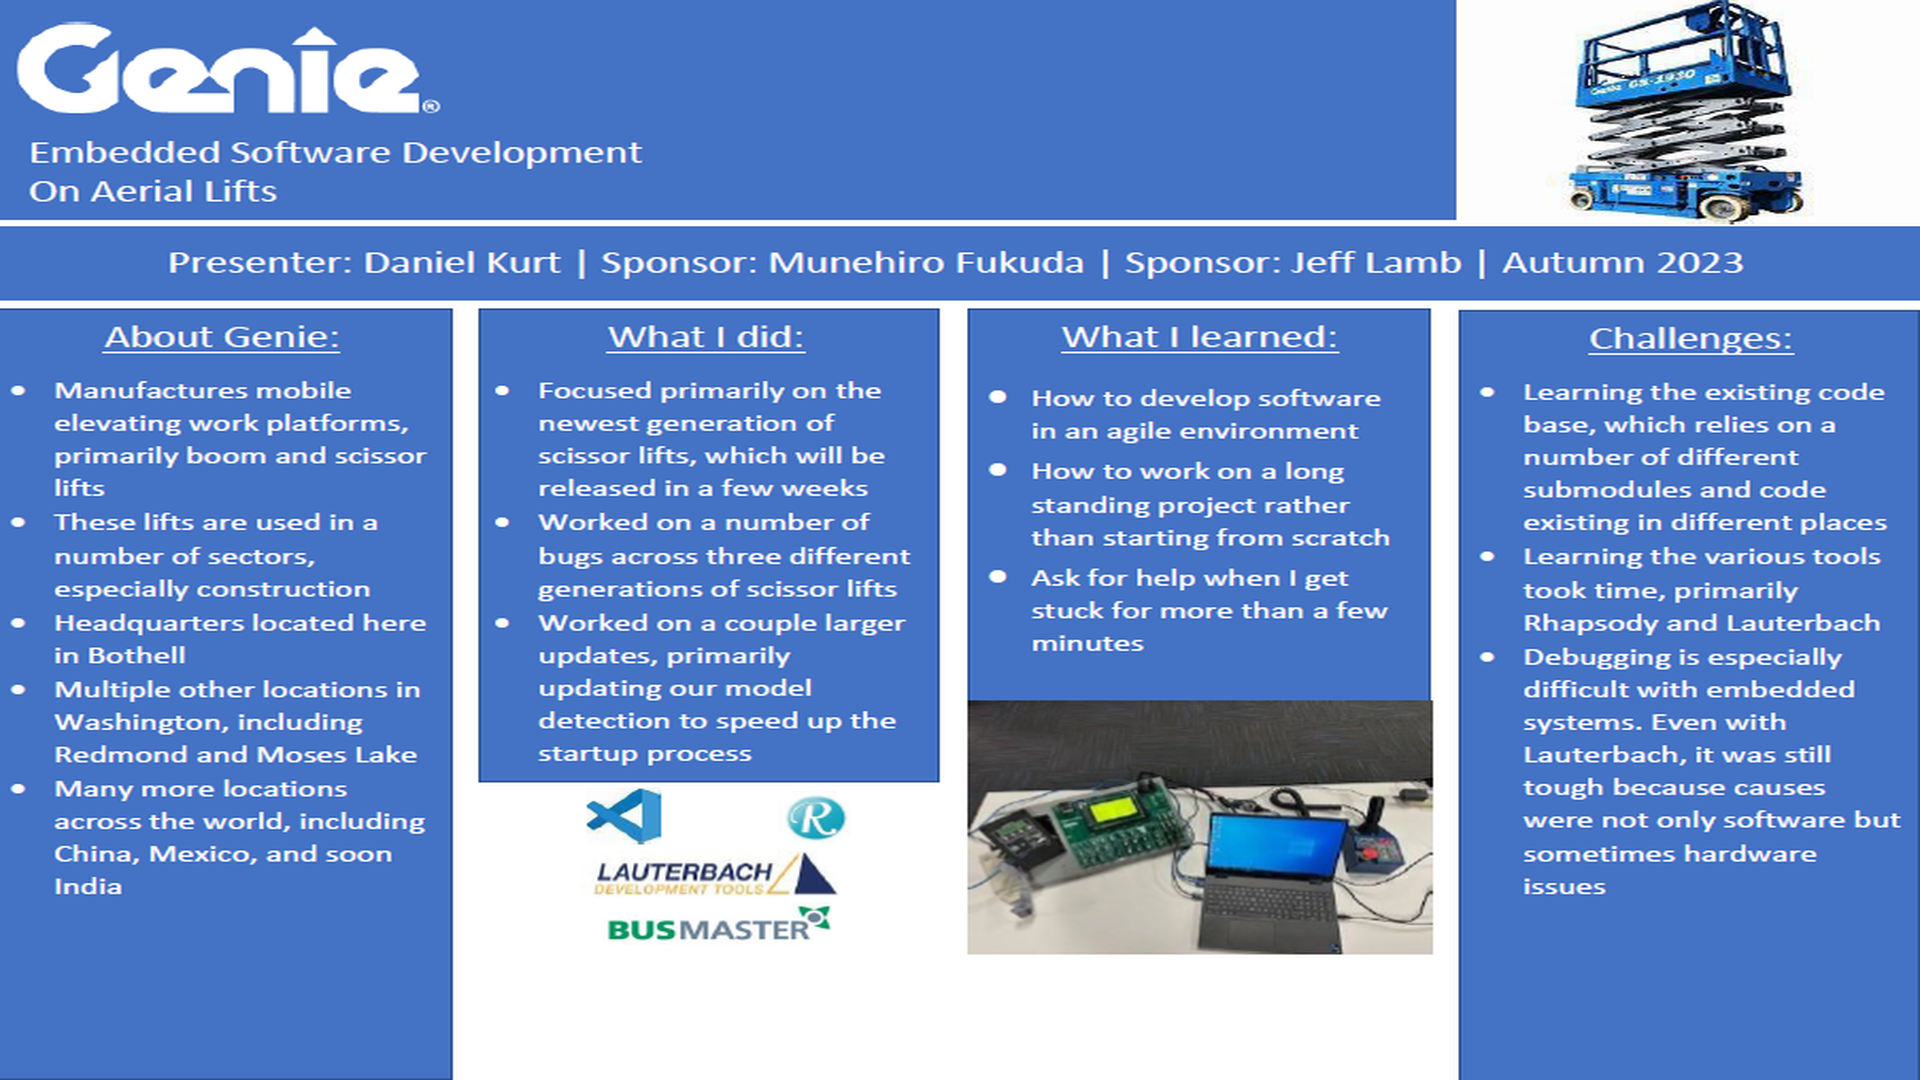 Genie®
Embedded Software Development
On Aerial Lifts
Genie GS-1930
Presenter: Daniel Kurt | Sponsor: Munehiro Fukuda | Sponsor: Jeff Lamb | Autumn 2023
About Genie:
• Manufactures mobile
elevating work platforms,
primarily boom and scissor
lifts
• These lifts are used in a
number of sectors,
especially construction
• Headquarters located here
in Bothell
• Multiple other locations in
Washington, including
Redmond and Moses Lake
• Many more locations
across the world, including
China, Mexico, and soon
India
What I did:
• Focused primarily on the
newest generation of
scissor lifts, which will be
released in a few weeks
• Worked on a number of
bugs across three different
generations of scissor lifts
• Worked on a couple larger
updates, primarily
updating our model
detection to speed up the
startup process
R
LAUTERBACH
DEVELOPMENT TOOLS
BUSMASTER
What I learned:
• How to develop software
in an agile environment
• How to work on a long
standing project rather
than starting from scratch
• Ask for help when I get
stuck for more than a few
minutes
Challenges:
• Learning the existing code
base, which relies on a
number of different
submodules and code
existing in different places
• Learning the various tools
took time, primarily
Rhapsody and Lauterbach
• Debugging is especially
difficult with embedded
systems. Even with
Lauterbach, it was still
tough because causes
were not only software but
sometimes hardware
issues